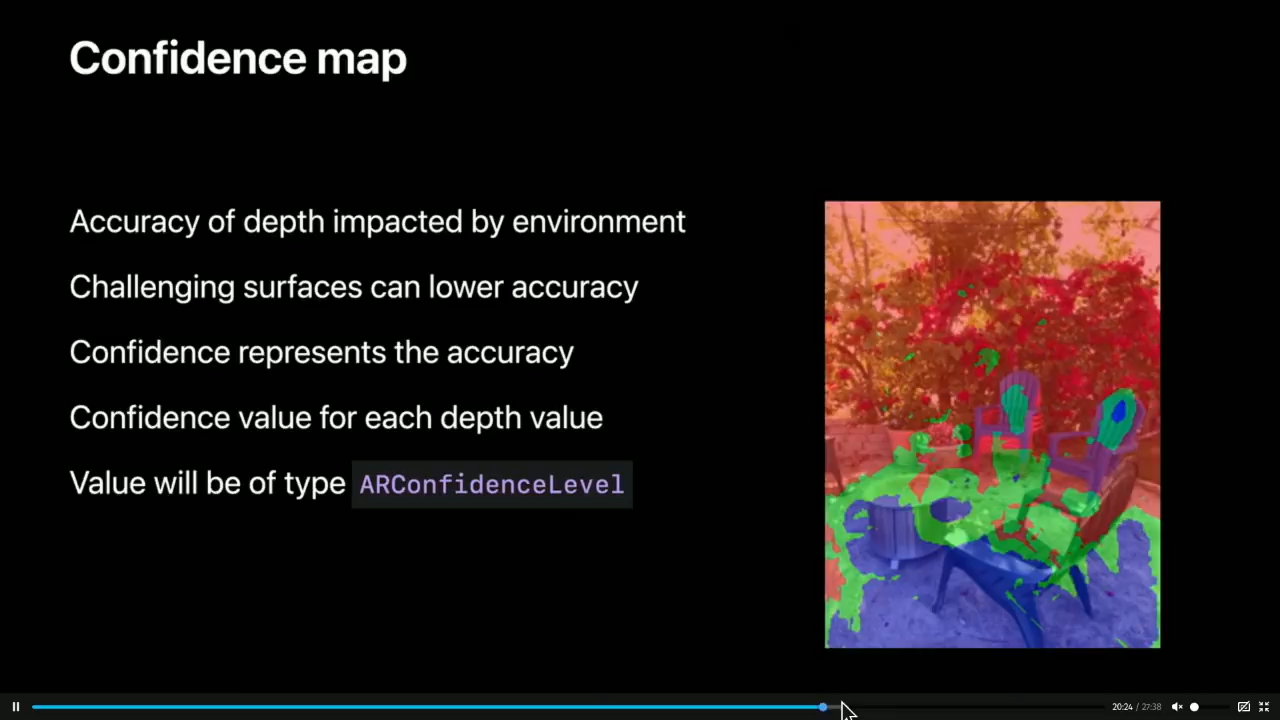 Confidence map
Accuracy of depth impacted by environment
Challenging surfaces can lower accuracy
Confidence represents the accuracy
Confidence value for each depth value
Value will be of type ARConfidenceLevel
20:24 / 27:38